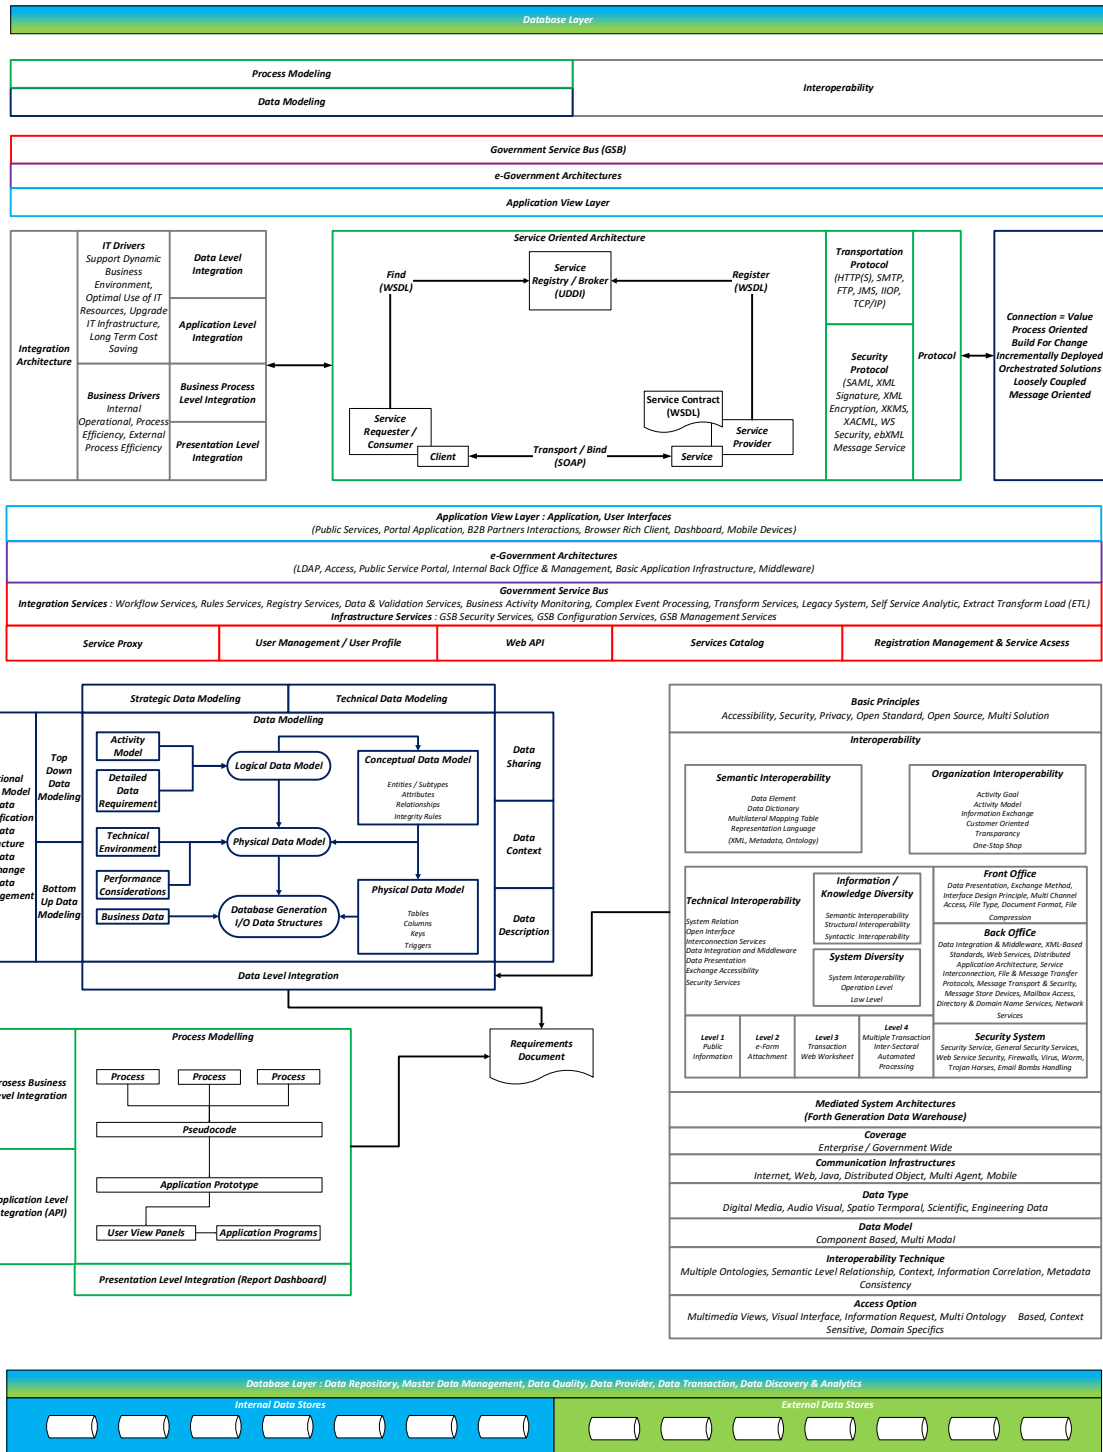 Database Layer
Process Modeling
Data Modeling
Interoperability
Government Service Bus (GSB)
e-Government Architectures
Application View Layer
Integration
Architecture
IT Drivers
Support Dynamic
Business
Environment,
Optimal Use of IT
Resources, Upgrade
IT Infrastructure,
Long Term Cost
Saving
Business Drivers
Internal
Operational, Process
Efficiency, External
Process Efficiency
Data Level
Integration
Application Level
Integration
Business Process
Level Integration
Presentation Level
Integration
Service Oriented Architecture
Find
(WSDL)
Service
Registry / Broker
(UDDI)
Register
(WSDL)
Service
Requester /
Consumer
Client
Transport / Bind
(SOAP)
Service Contract
(WSDL)
Service
Provider
Service
Transportation
Protocol
(HTTP(S), SMTP,
FTP, JMS, IIOP,
TCP/IP)
Security
Protocol
(SAML, XML
Signature, XML
Encryption, XKMS,
XACML, WS
Security, ebXML
Message Service
Protocol
Connection = Value
Process Oriented
Build For Change
Incrementally Deployed
Orchestrated Solutions
Loosely Coupled
Message Oriented
Application View Layer : Application, User Interfaces
(Public Services, Portal Application, B2B Partners Interactions, Browser Rich Client, Dashboard, Mobile Devices)
e-Government Architectures
(LDAP, Access, Public Service Portal, Internal Back Office & Management, Basic Application Infrastructure, Middleware)
Government Service Bus
Integration Services : Workflow Services, Rules Services, Registry Services, Data & Validation Services, Business Activity Monitoring, Complex Event Processing, Transform Services, Legacy System, Self Service Analytic, Extract Transform Load (ETL)
Infrastructure Services : GSB Security Services, GSB Configuration Services, GSB Management Services
Service Proxy
User Management / User Profile
Web API
Services Catalog
Registration Management & Service Assess
Strategic Data Modeling
Technical Data Modeling
Top
Down
Data
Modeling
Bottom
Up Data
Modeling
Data Modelling
Activity
Model
Detailed
Data
Requirement
Technical
Environment
Performance
Considerations
Business Data
Logical Data Model
Physical Data Model
Database Generation
I/O Data Structures
Conceptual Data Model
Entities / Subtypes
Attributes
Relationships
Integrity Rules
Physical Data Model
Tables
Columns
Keys
Triggers
Data
Sharing
Data
Context
Data
Description
Data Level Integration
Requirements
Document
Process Modelling
Process
Process
Process
Pseudocode
Application Prototype
User View Panels
Application Programs
Presentation Level Integration (Report Dashboard)
Basic Principles
Accessibility, Security, Privacy, Open Standard, Open Source, Multi Solution
Interoperability
Semantic Interoperability
Data Element
Data Dictionary
Multilateral Mapping Table
Representation Language
(XML, Metadata, Ontology)
Organization Interoperability
Activity Goal
Activity Model
Information Exchange
Customer Oriented
Transparancy
One-Stop Shop
Technical Interoperability
System Relation
Open Interface
Interconnection Services
Data Integration and Middleware
Data Presentation
Exchange Accessibility
Security Services
Information /
Knowledge Diversity
Semantic Interoperability
Structural Interoperability
Syntactic Interoperability
System Diversity
System Interoperability
Operation Level
Low Level
Front Office
Data Presentation, Exchange Method,
Interface Design Principle, Multi Channel
Access, File Type, Document Format, File
Compression
Back OffiCe
Data Integration & Middleware, XML-Based
Standards, Web Services, Distributed
Application Architecture, Service
Interconnection, File & Message Transfer
Protocols, Message Transport & Security,
Message Store Devices, Mailbox Access,
Directory & Domain Name Services, Network
Services
Security System
Security Service, General Security Services,
Web Service Security, Firewalls, Virus, Worm,
Trojan Horses, Email Bombs Handling
Level 1
Public
Information
Level 2
e-Form
Attachment
Level 3
Transaction
Web Worksheet
Level 4
Multiple Transaction
Inter-Sectoral
Automated
Processing
Mediated System Architectures
(Forth Generation Data Warehouse)
Coverage
Enterprise / Government Wide
Communication Infrastructures
Internet, Web, Java, Distributed Object, Multi Agent, Mobile
Data Type
Digital Media, Audio Visual, Spatio Termporal, Scientific, Engineering Data
Data Model
Component Based, Multi Modal
Interoperability Technique
Multiple Ontologies, Semantic Level Relationship, Context, Information Correlation, Metadata
Consistency
Access Option
Multimedia Views, Visual Interface, Information Request, Multi Ontology Based, Context
Sensitive, Domain Specifics
Database Layer : Data Repository, Master Data Management, Data Quality, Data Provider, Data Transaction, Data Discovery & Analytics
Internal Data Stores
External Data Stores